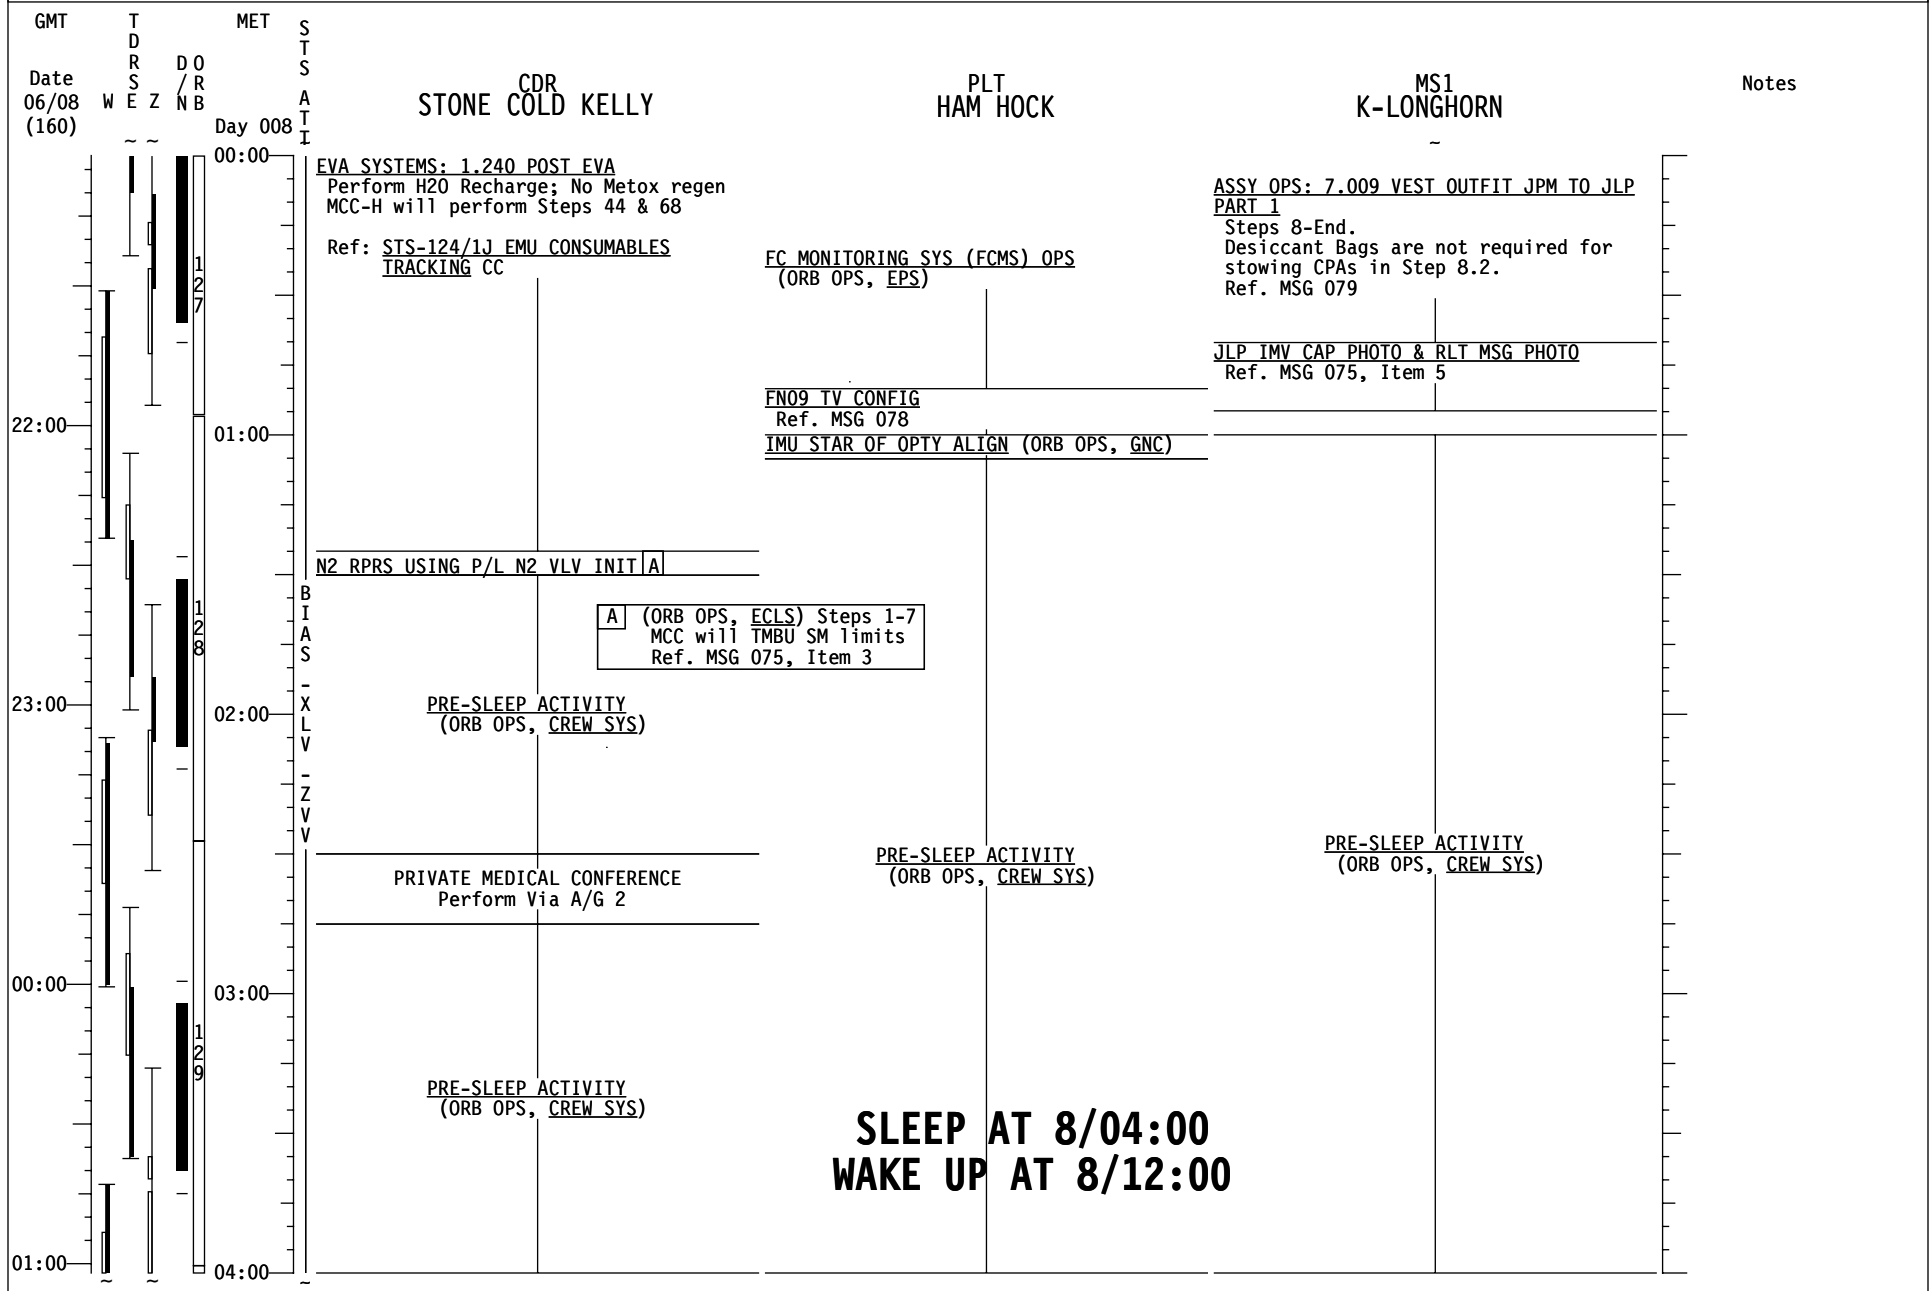 GMT
TDRS
MET
STS ATT
D/N
ORB
Date
06/08
(160)
W E Z
Day 008
CDR
STONE COLD KELLY
PLT
HAM HOCK
MS1
K-LONGHORN
Notes
~ ~ ~
00:00
EVA SYSTEMS: 1.240 POST EVA
Perform H2O Recharge; No Metox regen
MCC-H will perform Steps 44 & 68
Ref: STS-124/1J EMU CONSUMABLES
TRACKING CC
FC MONITORING SYS (FCMS) OPS
(ORB OPS, EPS)
ASSY OPS: 7.009 VEST OUTFIT JPM TO JLP
PART 1
Steps 8-End.
Desiccant Bags are not required for
stowing CPAs in Step 8.2.
Ref. MSG 079
127
JLP IMV CAP PHOTO & RLT MSG PHOTO
Ref. MSG 075, Item 5
FN09 TV CONFIG
Ref. MSG 078
22:00
01:00
IMU STAR OF OPTY ALIGN (ORB OPS, GNC)
N2 RPRS USING P/L N2 VLV INIT A
BIAS -XLV -ZVV
128
A (ORB OPS, ECLS) Steps 1-7
MCC will TMBU SM limits
Ref. MSG 075, Item 3
23:00
02:00
PRE-SLEEP ACTIVITY
(ORB OPS, CREW SYS)
PRE-SLEEP ACTIVITY
(ORB OPS, CREW SYS)
PRE-SLEEP ACTIVITY
(ORB OPS, CREW SYS)
PRIVATE MEDICAL CONFERENCE
Perform Via A/G 2
00:00
03:00
129
PRE-SLEEP ACTIVITY
(ORB OPS, CREW SYS)
SLEEP AT 8/04:00
WAKE UP AT 8/12:00
01:00
04:00
~ ~ ~